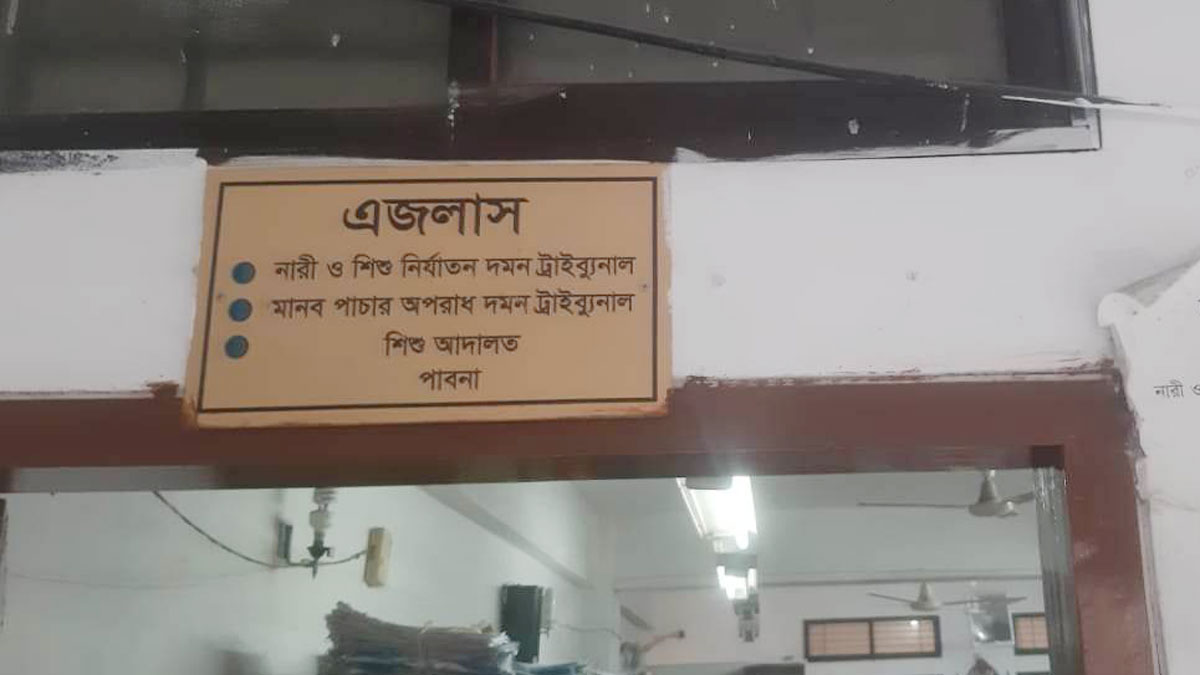 এজলাস
নারী ও শিশু নির্যাতন দমন ট্রাইব্যুনাল
মানব পাচার অপরাধ দমন ট্রাইব্যুনাল
শিশু আদালত
পাবনা
নারী ও